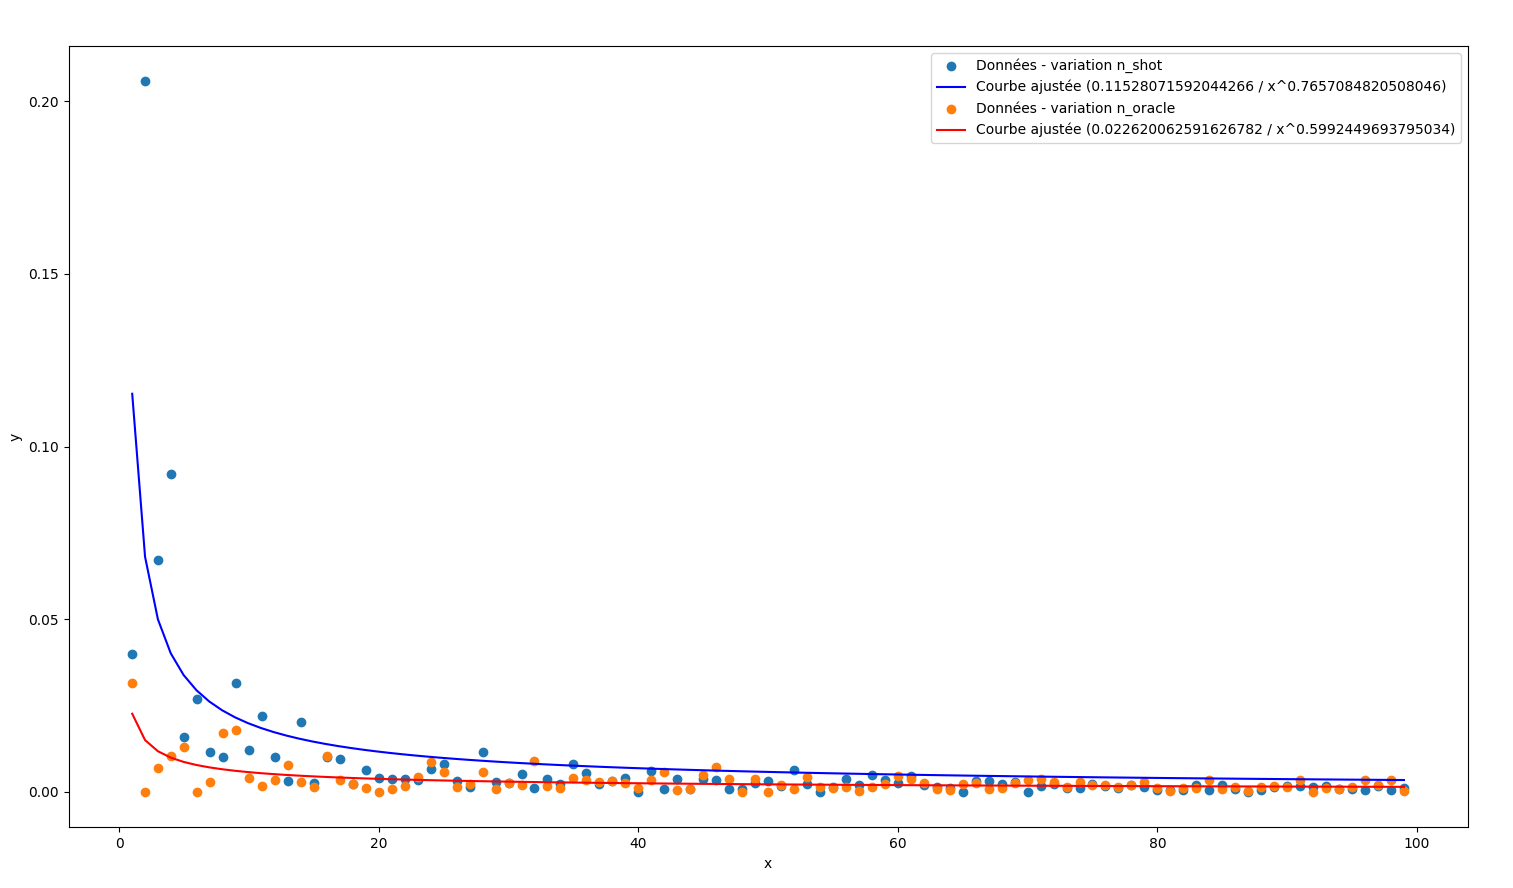 Données - variation n_shot
Courbe ajustée (0.11528071592044266 / x^0.7657084820508046)
Données - variation n_oracle
Courbe ajustée (0.022620062591626782 / x^0.5992449693795034)
0.20
0.15
0.10
0.05
0.00
y
0 20 40 60 80 100
x